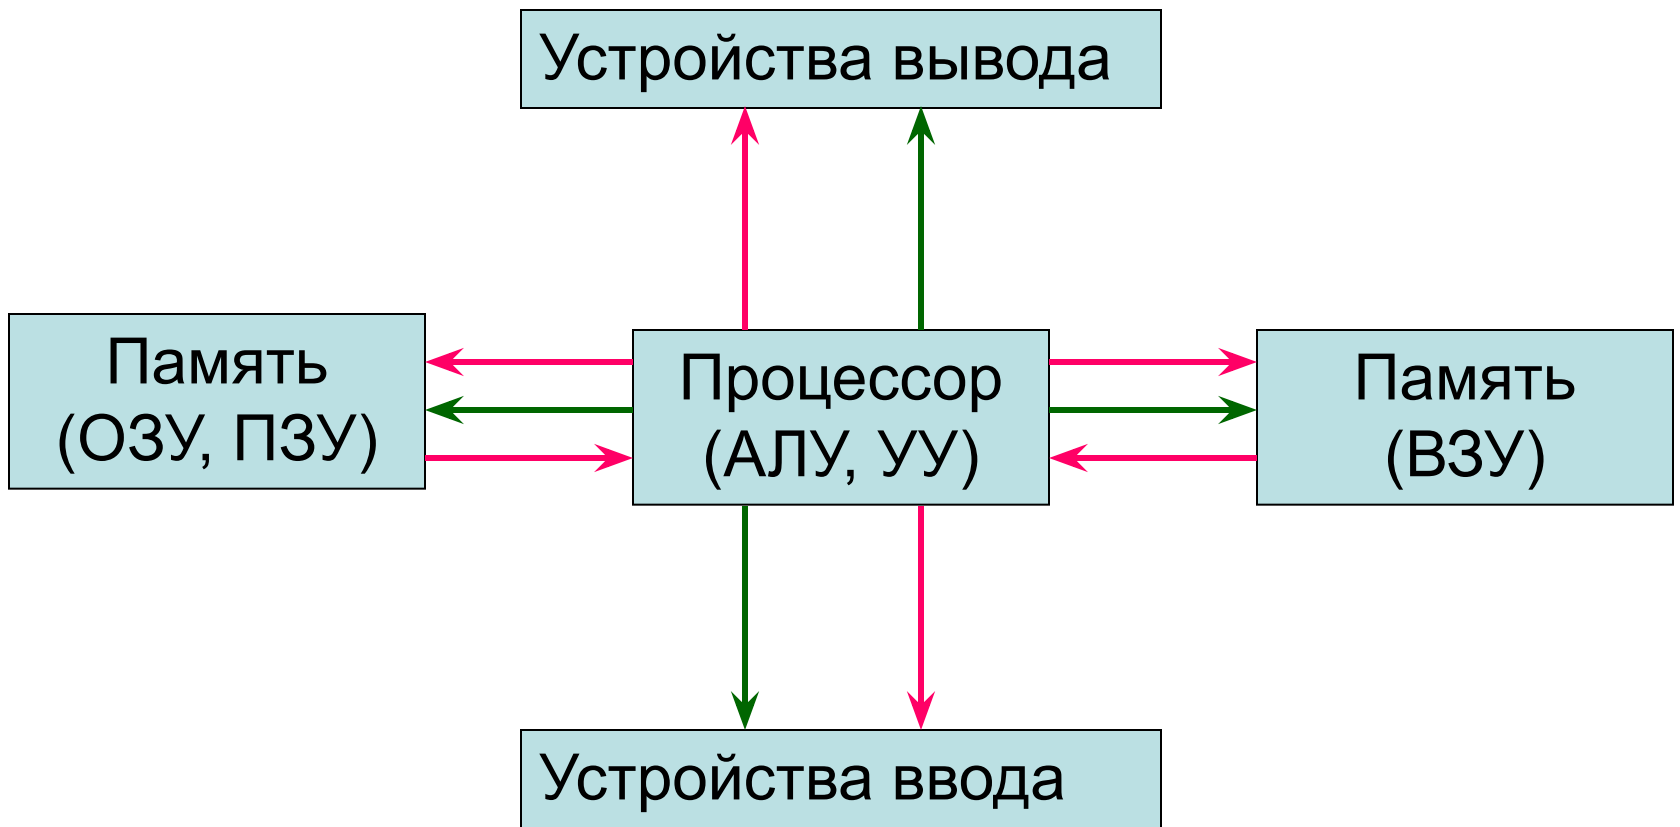 Устройства вывода
Память
(ОЗУ, ПЗУ)
Процессор
(АЛУ, УУ)
Память
(ВЗУ)
Устройства ввода